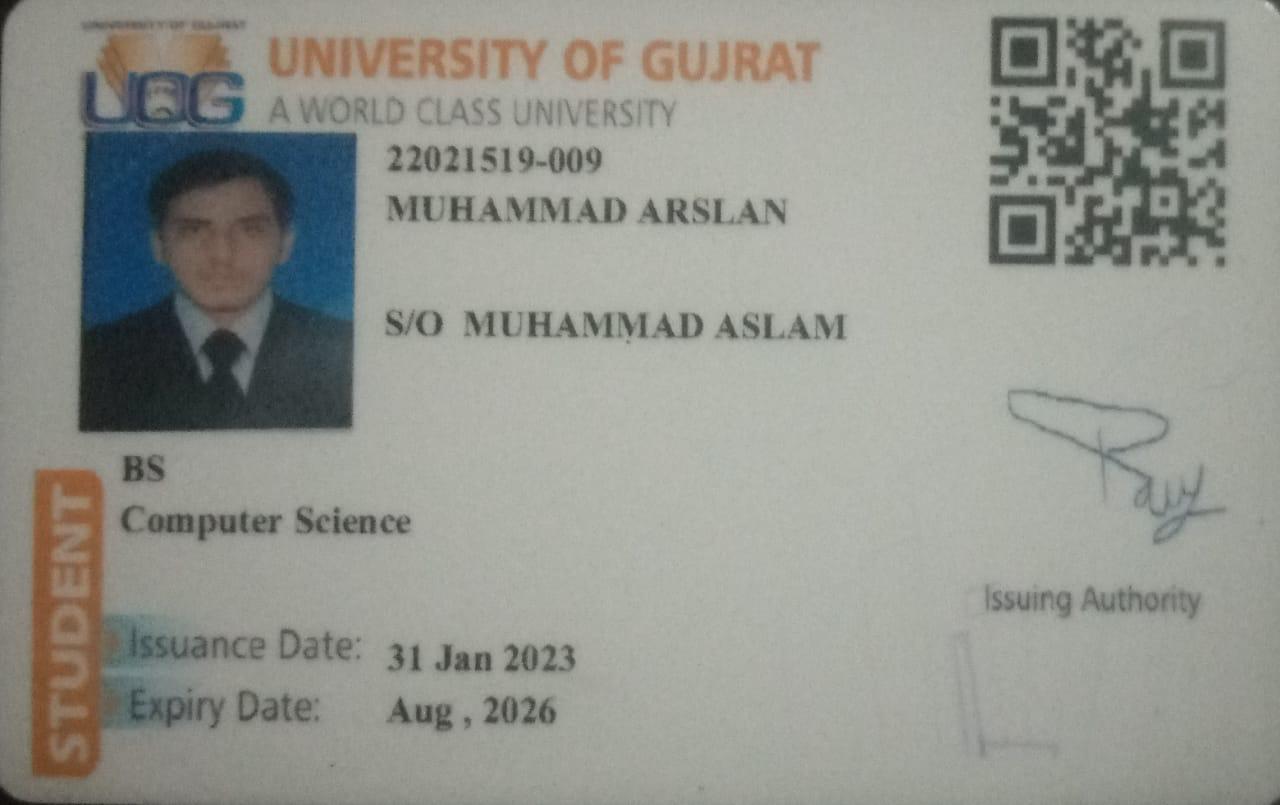 UNIVERSITY OF GUJRAT
UOG
UNIVERSITY OF GUJRAT
A WORLD CLASS UNIVERSITY
22021519-009
MUHAMMAD ARSLAN
S/O MUHAMMAD ASLAM
BS
Computer Science
STUDENT
Issuance Date: 31 Jan 2023
Expiry Date: Aug , 2026
Issuing Authority